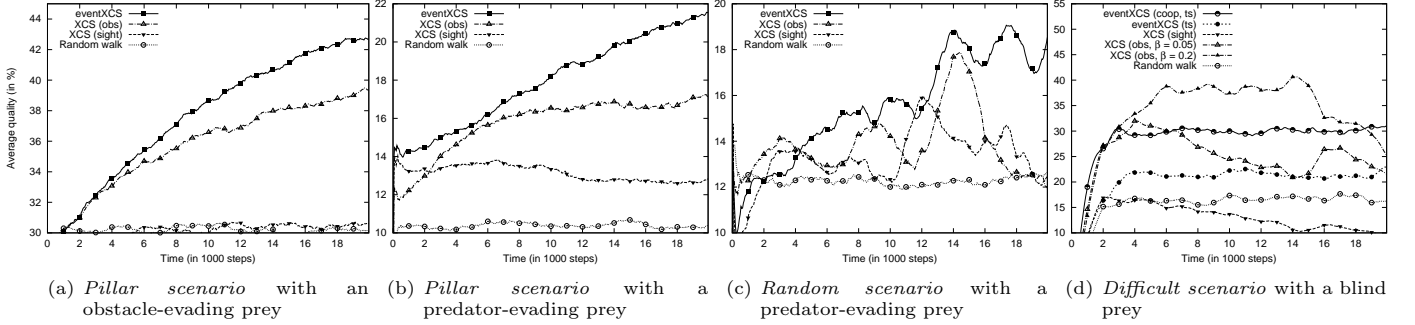 Average quality (in %)
44
42
40
38
36
34
32
30
eventXCS
XCS (obs)
XCS (sight)
Random walk
0 2 4 6 8 10 12 14 16 18
Time (in 1000 steps)
(a) Pillar scenario with an
obstacle-evading prey
22
20
18
16
14
12
10
eventXCS
XCS (obs)
XCS (sight)
Random walk
0 2 4 6 8 10 12 14 16 18
Time (in 1000 steps)
(b) Pillar scenario with a
predator-evading prey
20
18
16
14
12
10
eventXCS
XCS (obs)
XCS (sight)
Random walk
0 2 4 6 8 10 12 14 16 18
Time (in 1000 steps)
(c) Random scenario with a
predator-evading prey
55
50
45
40
35
30
25
20
15
10
eventXCS (coop, ts)
eventXCS (ts)
XCS (sight)
XCS (obs, β = 0.05)
XCS (obs, β = 0.2)
Random walk
0 2 4 6 8 10 12 14 16 18
Time (in 1000 steps)
(d) Difficult scenario with a blind
prey